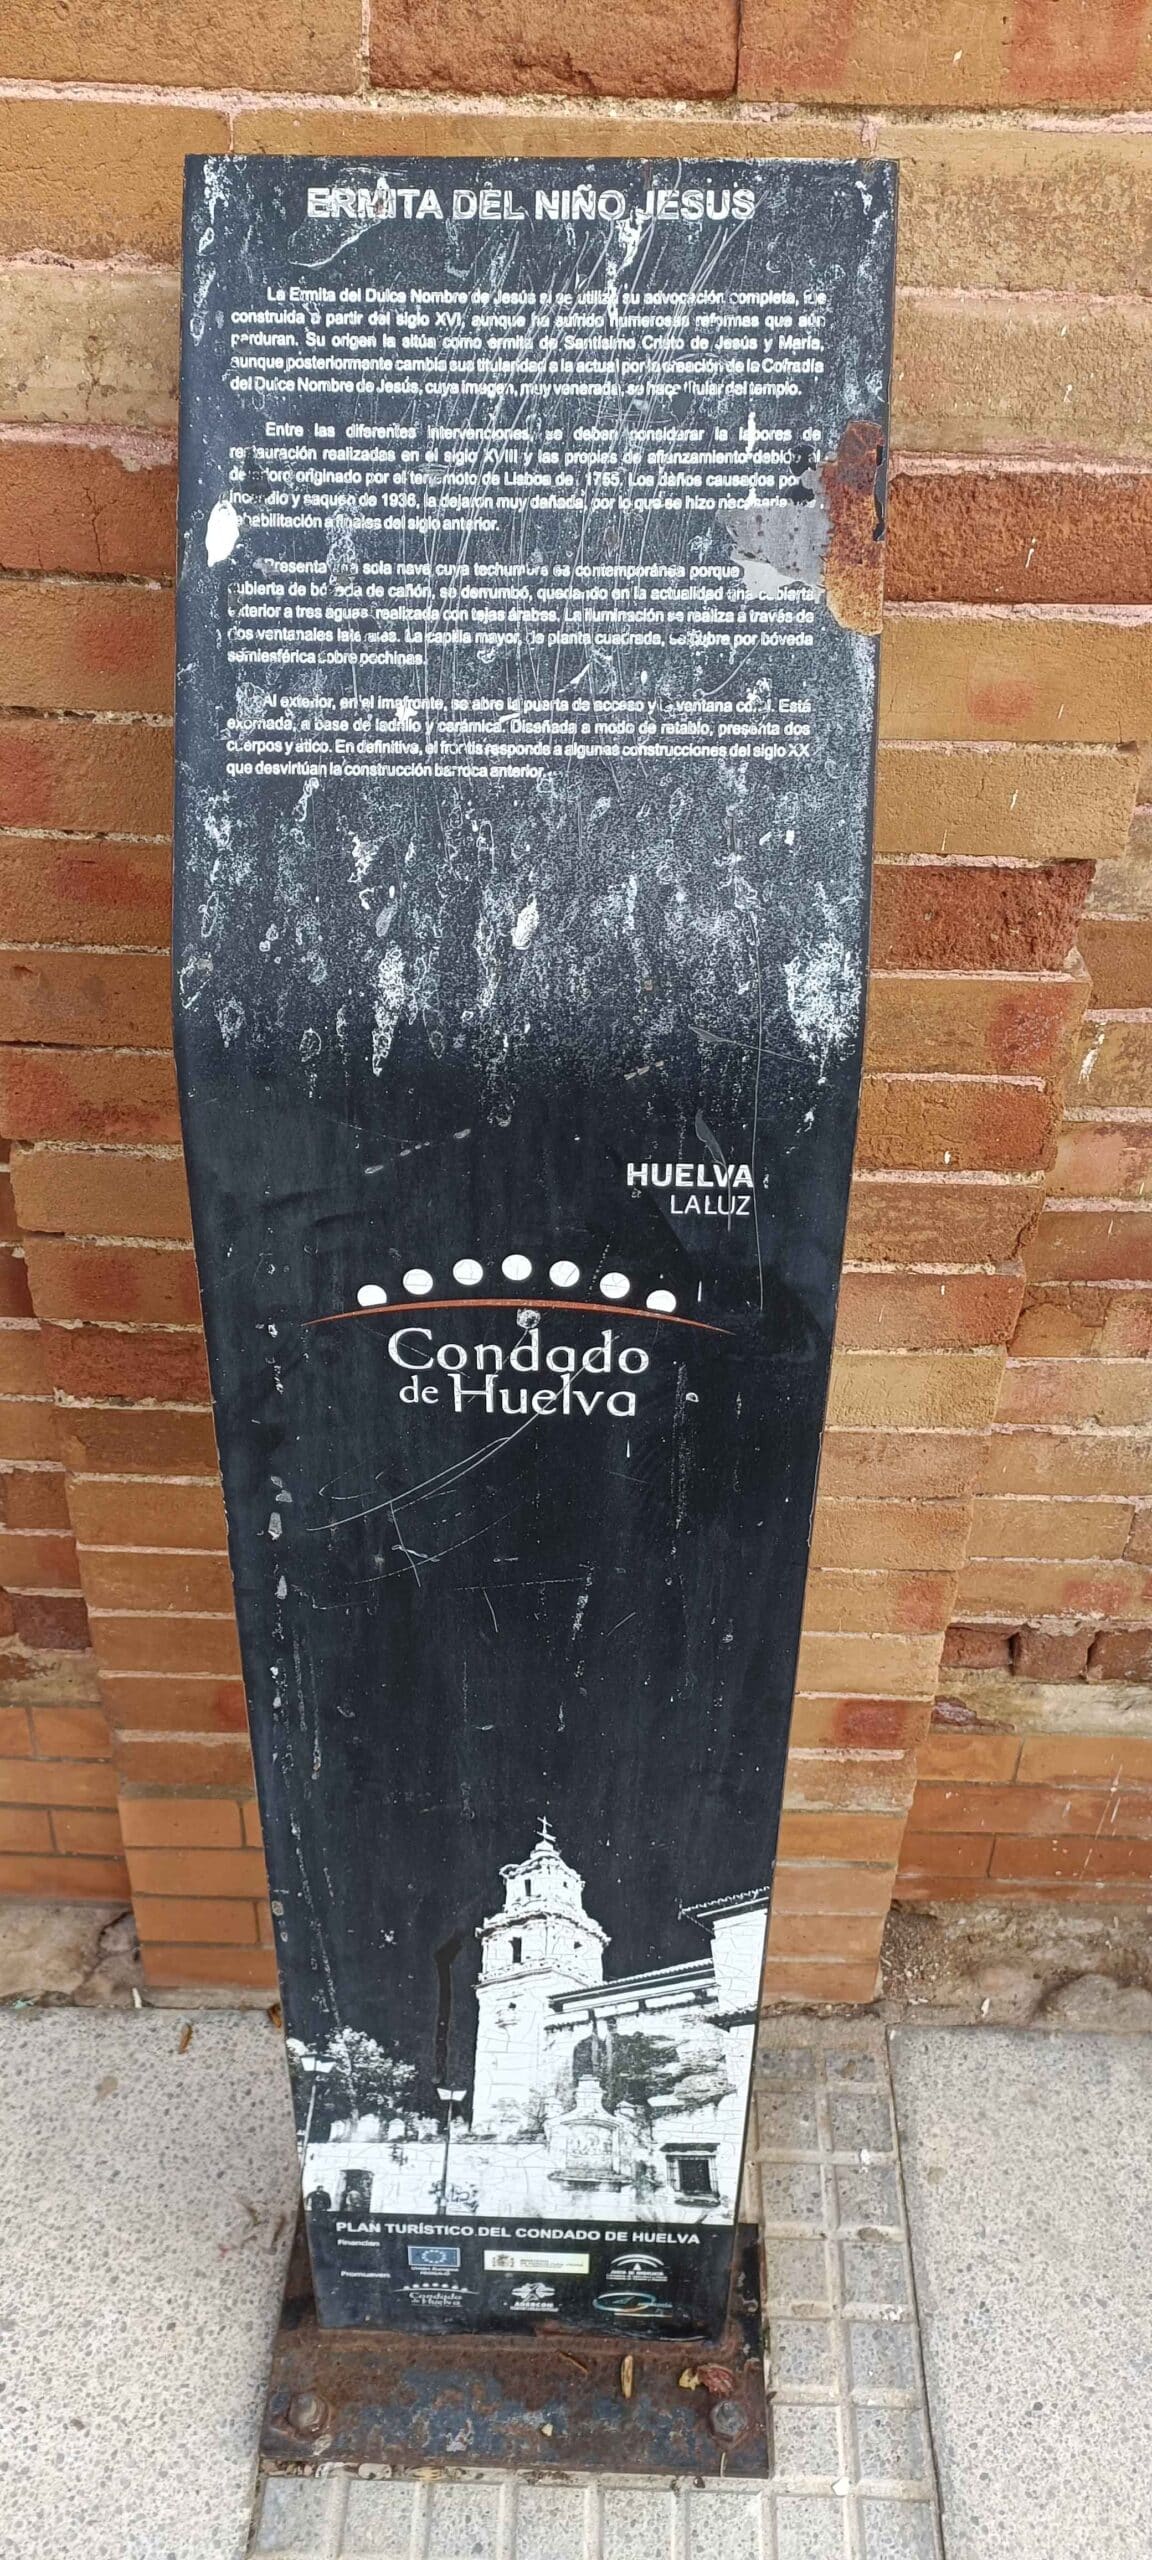 ERMITA DEL NIÑO JESUS
La Ermita del Dulce Nombre de Jesús si se utiliza su advocación completa, fue
construida a partir del siglo XVI, aunque ha sufrido numerosas reformas que aún
perduran. Su origen la sitúa como ermita de Santísimo Cristo de Jesús y María,
aunque posteriormente cambia sus titularidad a la actual por la creación de la Cofradía
del Dulce Nombre de Jesús, cuya imagen, muy venerada, se hace titular del templo.
Entre las diferentes intervenciones, se deben considerar la labores de
restauración realizadas en el siglo XVIII y las propias de afianzamiento debido al
deterioro originado por el terremoto de Lisboa de 1755. Los daños causados por
incendio y saqueo de 1936, la dejaron muy dañada, por lo que se hizo necesaria
rehabilitación a finales del siglo anterior.
Presenta una sola nave cuya techumbre es contemporánea porque
cubierta de bóveda de cañón, se derrumbó, quedando en la actualidad una cubierta
exterior a tres aguas realizada con tejas árabes. La iluminación se realiza a través de
dos ventanales laterales. La capilla mayor, de planta cuadrada, se cubre por bóveda
semiesférica sobre pechinas.
Al exterior, en el imafronte, se abre la puerta de acceso y la ventana coral. Está
exornada, a base de ladrillo y cerámica. Diseñada a modo de retablo, presenta dos
cuerpos y ático. En definitiva, el frontis responde a algunas construcciones del siglo XX
que desvirtúan la construcción barroca anterior.
HUELVA
LA LUZ
Condado
de Huelva
PLAN TURÍSTICO DEL CONDADO DE HUELVA
Financian
Unión Europea
Promueven
Condado
de Huelva
ADERCON